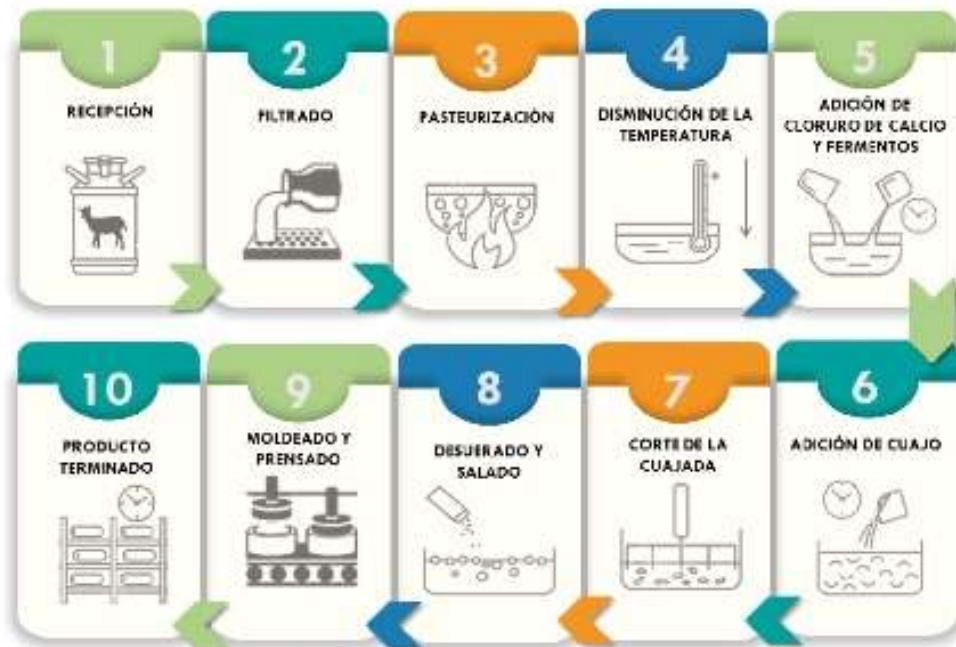 1
RECEPCIÓN
2
FILTRADO
3
PASTEURIZACIÓN
4
DISMINUCIÓN DE LA
TEMPERATURA
5
ADICIÓN DE
CLORURO DE CALCIO
Y FERMENTOS
6
ADICIÓN DE CUAJO
7
CORTE DE LA
CUAJADA
8
DESUERADO Y
SALADO
9
MOLDEADO Y
PRENSADO
10
PRODUCTO
TERMINADO